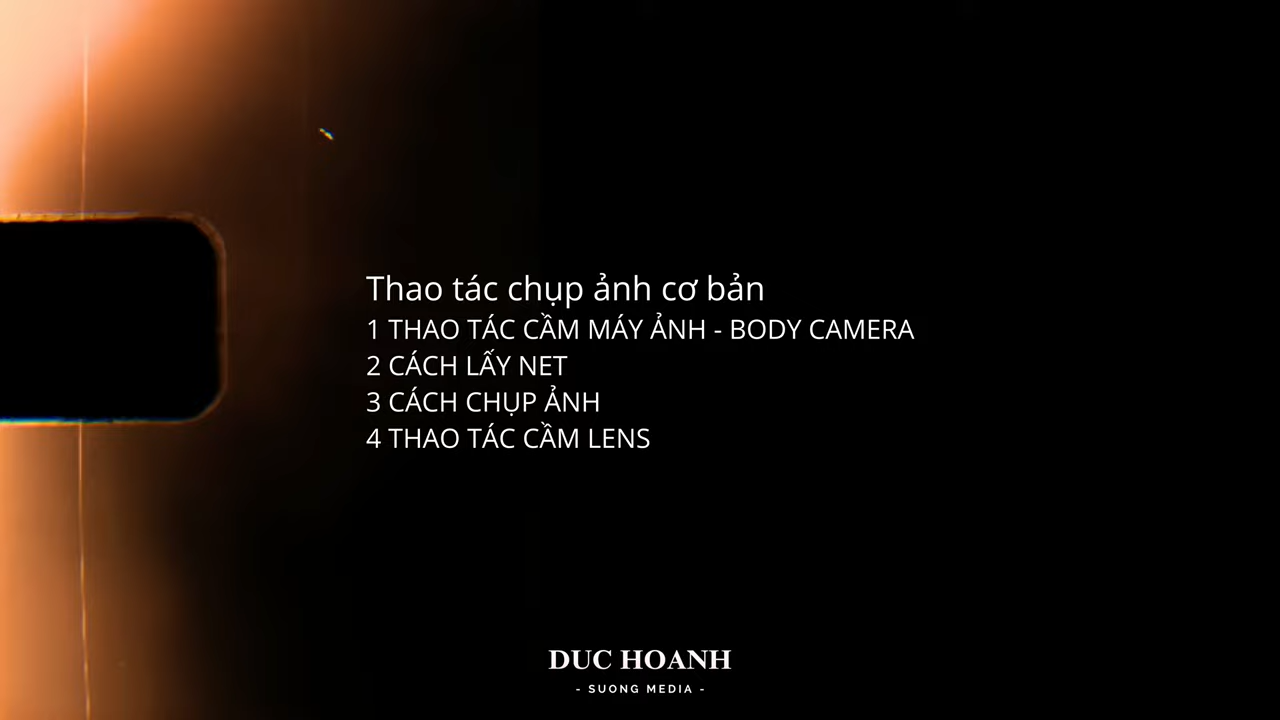 Thao tác chụp ảnh cơ bản
1 THAO TÁC CẦM MÁY ẢNH - BODY CAMERA
2 CÁCH LẤY NET
3 CÁCH CHỤP ẢNH
4 THAO TÁC CẦM LENS
DUC HOANH
- SUONG MEDIA -